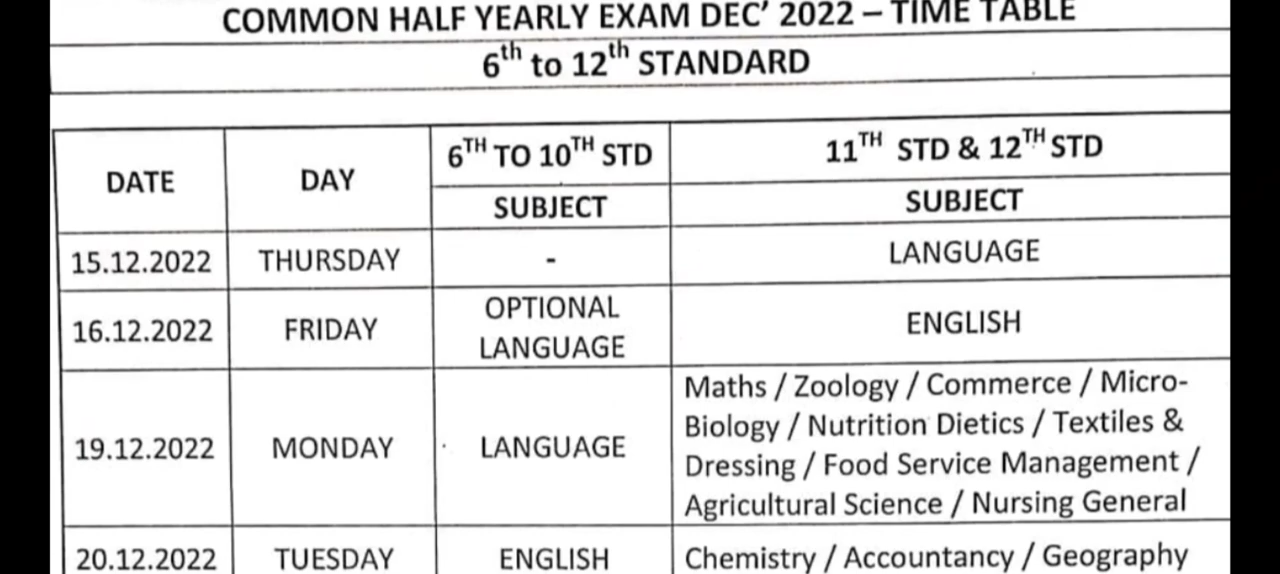 COMMON HALF YEARLY EXAM DEC' 2022 – TIME TABLE
6th to 12th STANDARD
DATE DAY 6TH TO 10TH STD 11TH STD & 12TH STD
SUBJECT SUBJECT
15.12.2022 THURSDAY - LANGUAGE
16.12.2022 FRIDAY OPTIONAL LANGUAGE ENGLISH
19.12.2022 MONDAY LANGUAGE Maths / Zoology / Commerce / Micro-
Biology / Nutrition Dietics / Textiles &
Dressing / Food Service Management /
Agricultural Science / Nursing General
20.12.2022 TUESDAY ENGLISH Chemistry / Accountancy / Geography